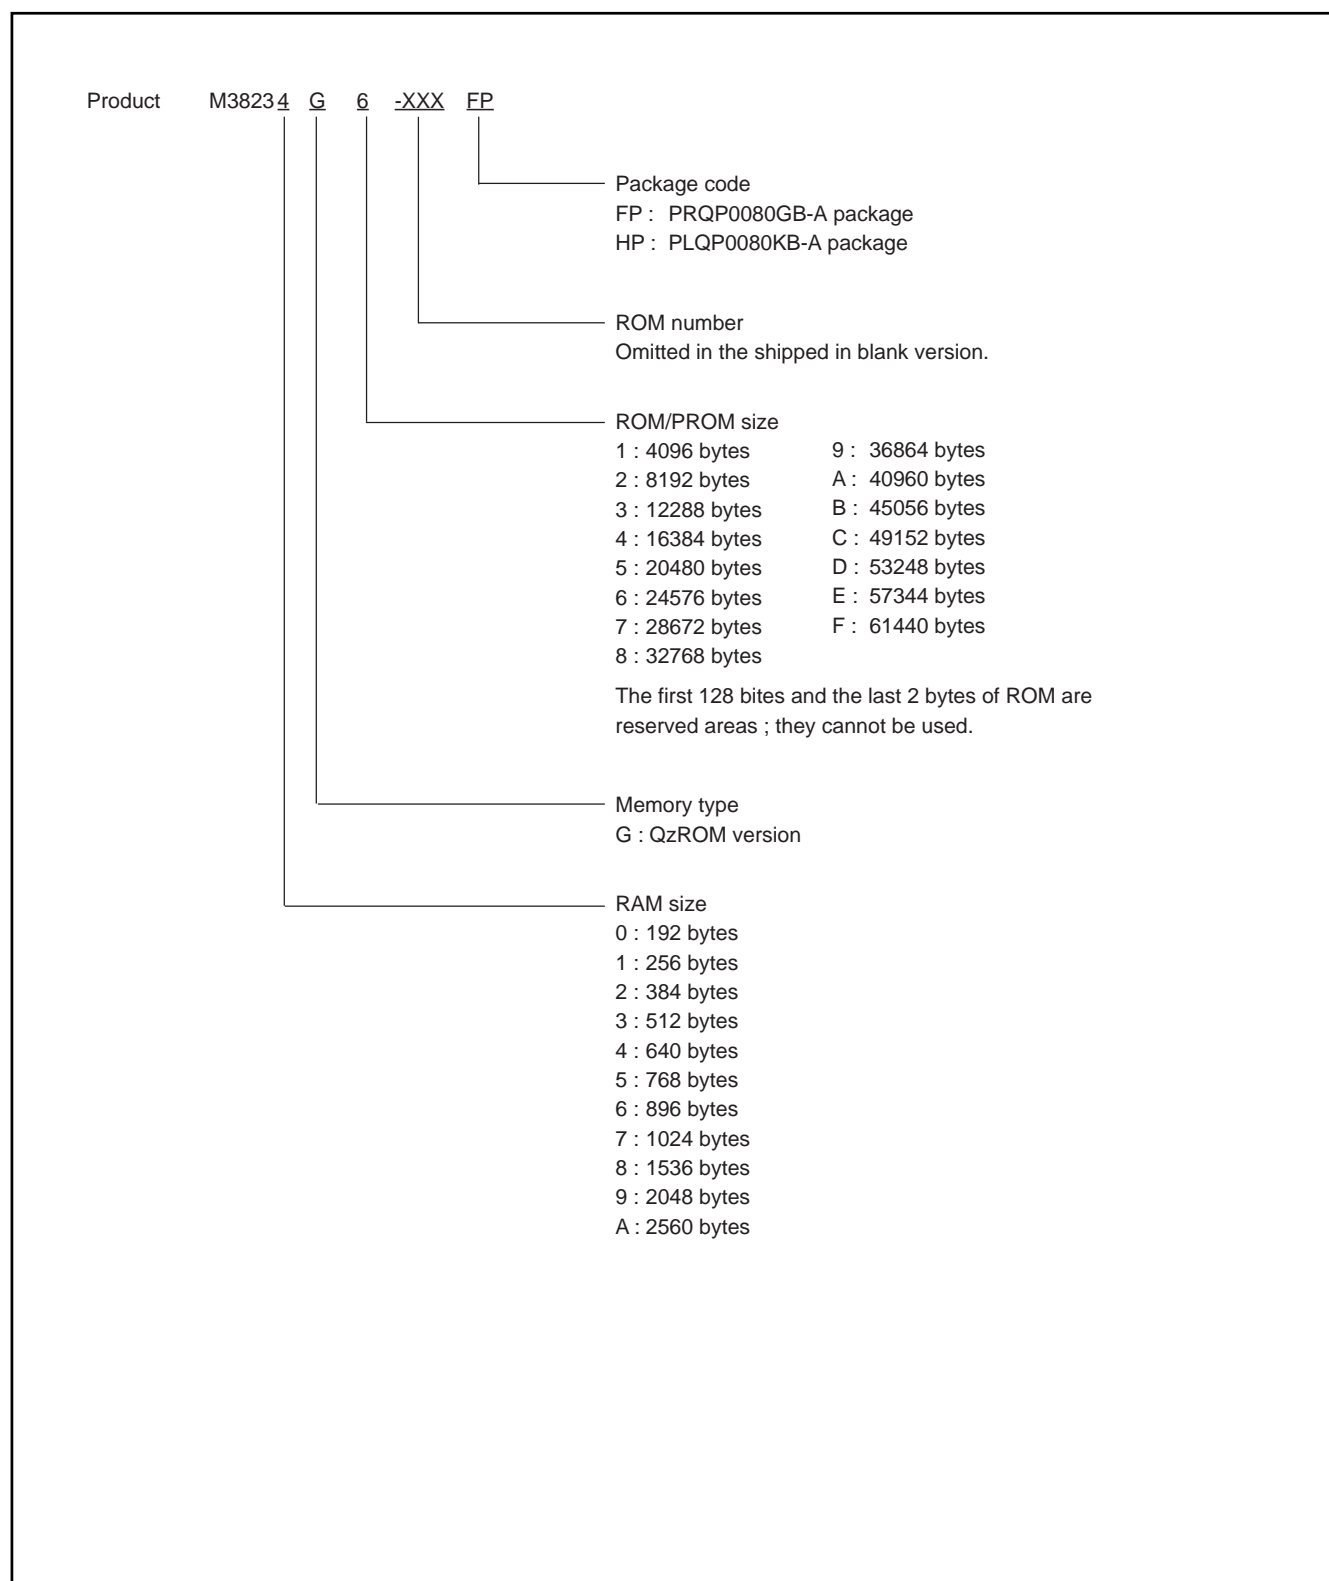 Product M38234 G 6 -XXX FP
Package code
FP : PRQP0080GB-A package
HP : PLQP0080KB-A package
ROM number
Omitted in the shipped in blank version.
ROM/PROM size
1 : 4096 bytes
2 : 8192 bytes
3 : 12288 bytes
4 : 16384 bytes
5 : 20480 bytes
6 : 24576 bytes
7 : 28672 bytes
8 : 32768 bytes
9 : 36864 bytes
A : 40960 bytes
B : 45056 bytes
C : 49152 bytes
D : 53248 bytes
E : 57344 bytes
F : 61440 bytes
The first 128 bites and the last 2 bytes of ROM are
reserved areas ; they cannot be used.
Memory type
G : QzROM version
RAM size
0 : 192 bytes
1 : 256 bytes
2 : 384 bytes
3 : 512 bytes
4 : 640 bytes
5 : 768 bytes
6 : 896 bytes
7 : 1024 bytes
8 : 1536 bytes
9 : 2048 bytes
A : 2560 bytes